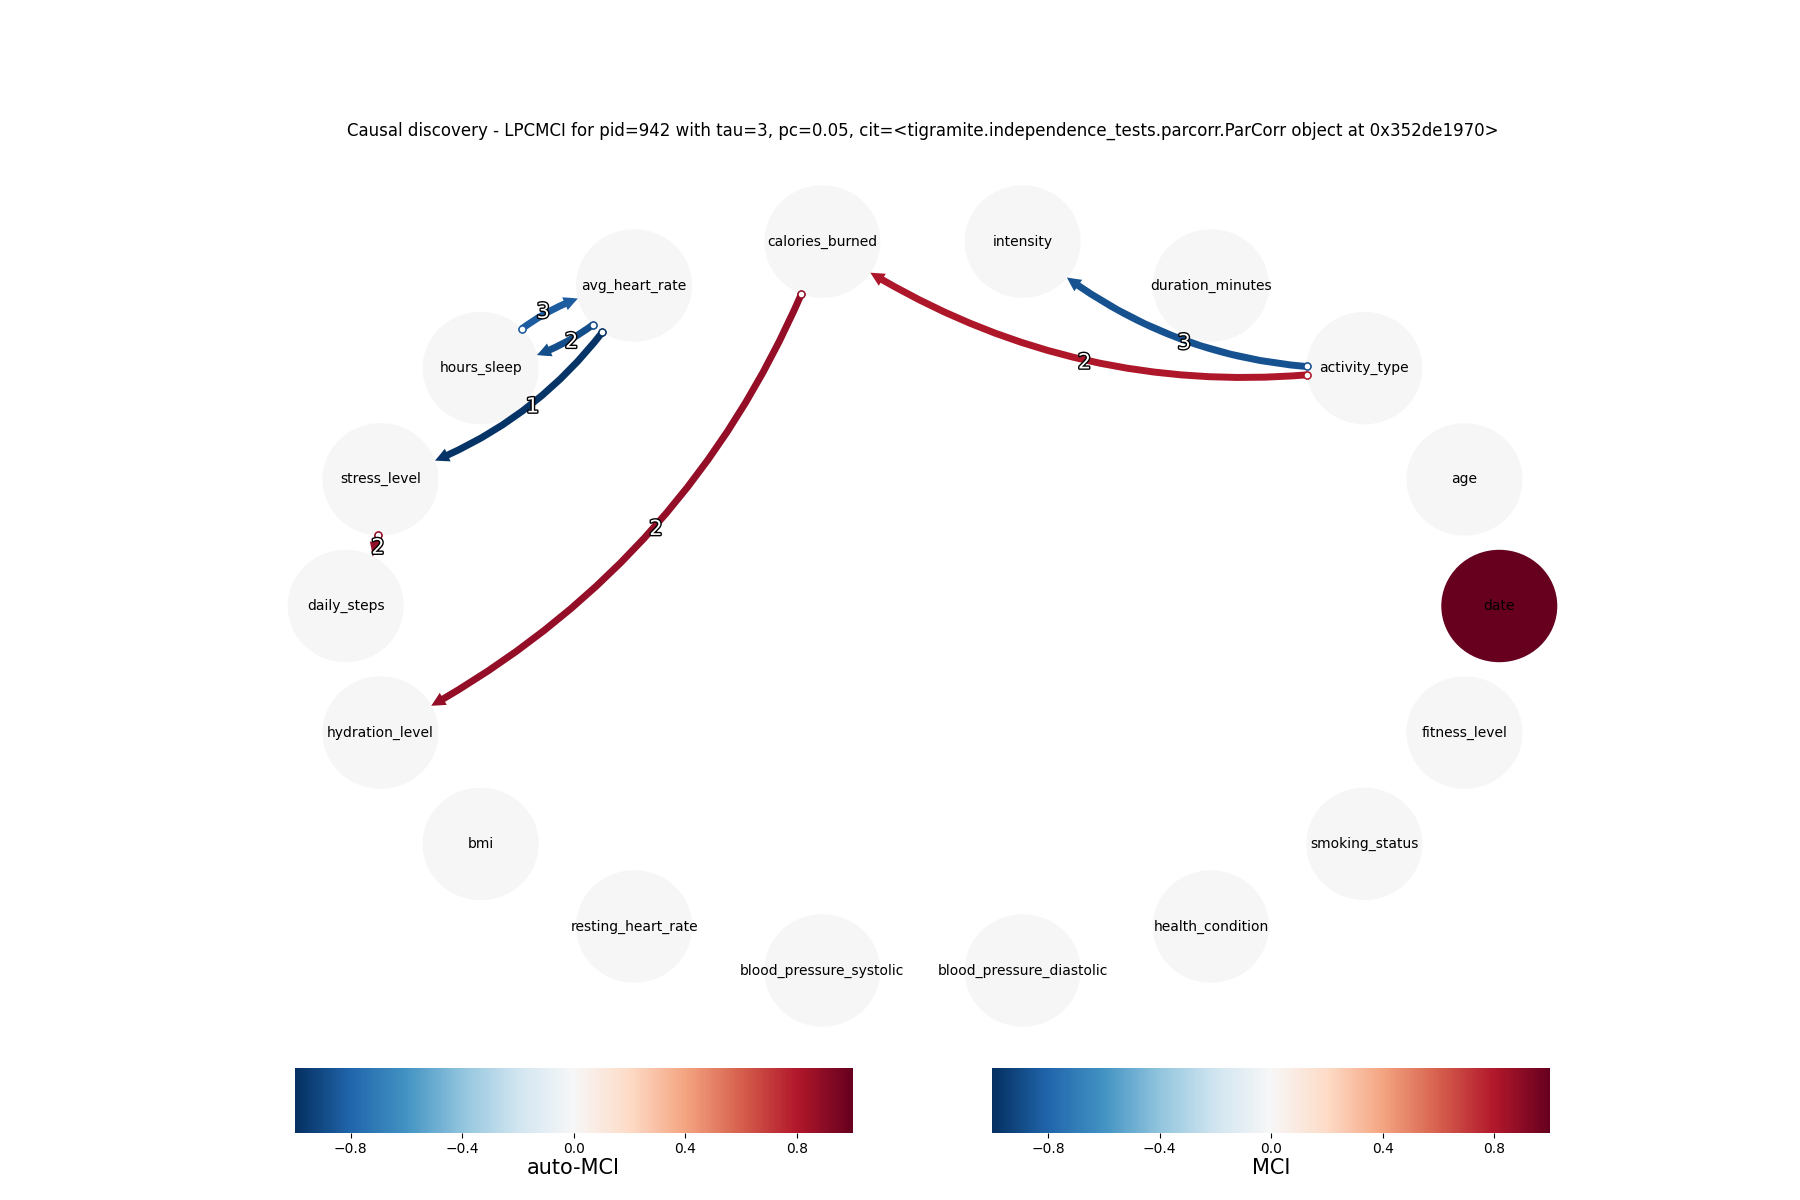 Causal discovery - LPCMCI for pid=942 with tau=3, pc=0.05, cit=<tigramite.independence_tests.parcorr.ParCorr object at 0x352de1970>
calories_burned
intensity
avg_heart_rate
duration_minutes
3
2
3
2
hours_sleep
activity_type
1
stress_level
age
2
2
daily_steps
date
hydration_level
fitness_level
bmi
smoking_status
resting_heart_rate
health_condition
blood_pressure_systolic
blood_pressure_diastolic
−0.8 −0.4 0.0 0.4 0.8
auto-MCI
−0.8 −0.4 0.0 0.4 0.8
MCI